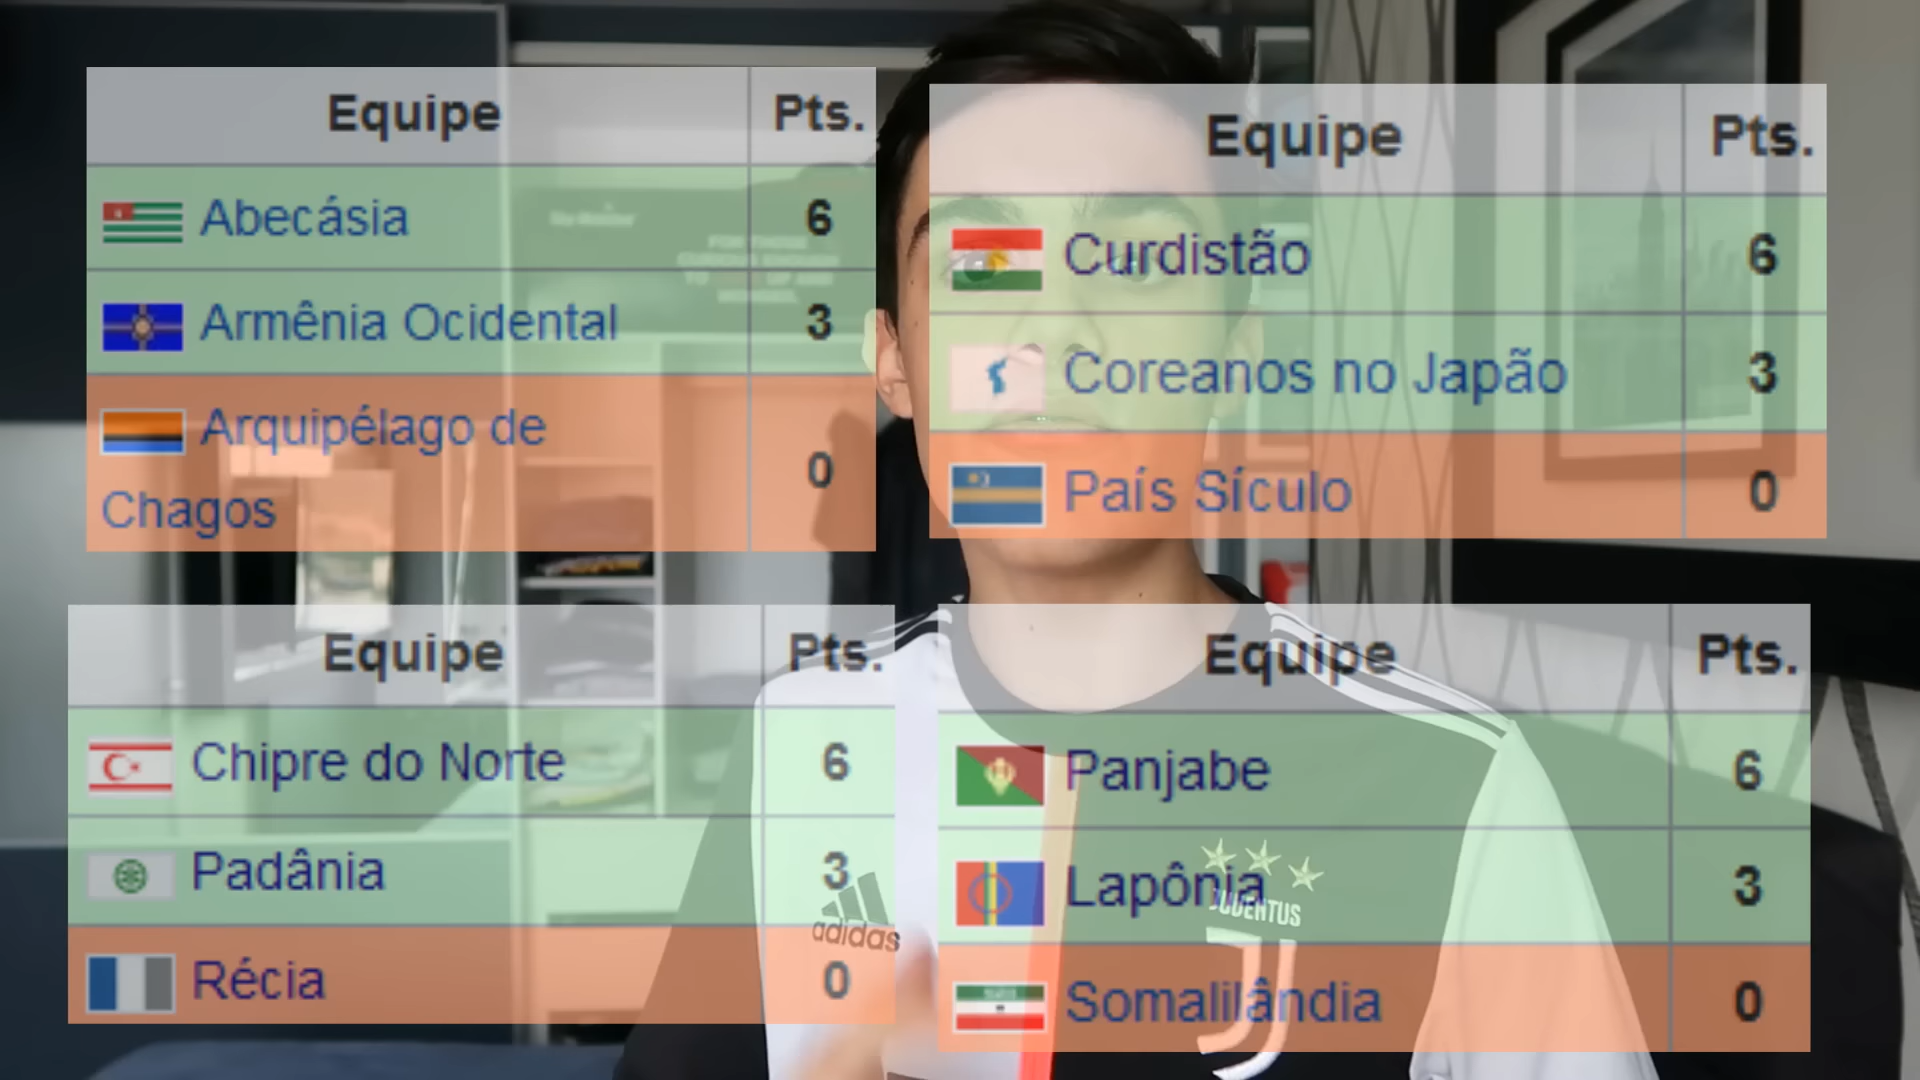 Equipe Pts.
Abecásia 6
Armênia Ocidental 3
Arquipélago de
Chagos 0
Equipe Pts.
Curdistão 6
Coreanos no Japão 3
País Sículo 0
Equipe Pts.
Chipre do Norte 6
Padânia 3
Récia 0
Equipe Pts.
Panjabe 6
Lapônia 3
Somalilândia 0
adidas
JUVENTUS